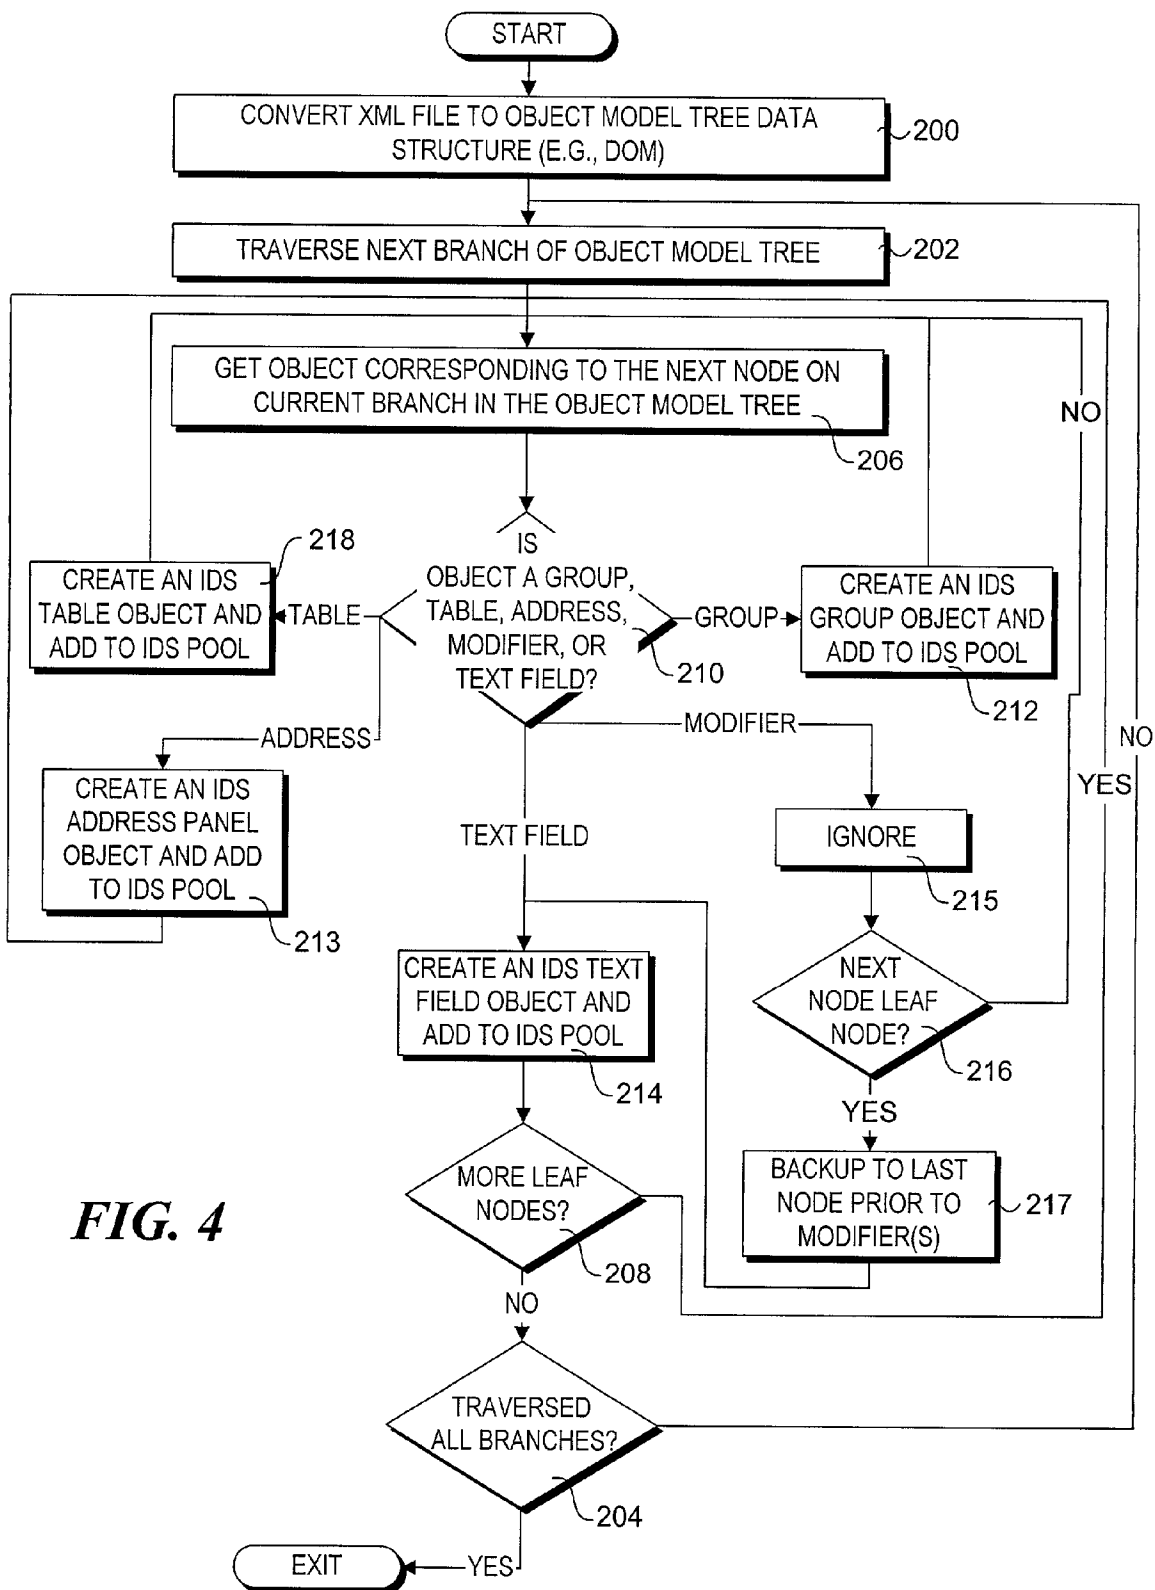 START
CONVERT XML FILE TO OBJECT MODEL TREE DATA
STRUCTURE (E.G., DOM)
200
TRAVERSE NEXT BRANCH OF OBJECT MODEL TREE
202
GET OBJECT CORRESPONDING TO THE NEXT NODE ON
CURRENT BRANCH IN THE OBJECT MODEL TREE
206
NO
IS
OBJECT A GROUP,
TABLE, ADDRESS,
MODIFIER, OR
TEXT FIELD?
210
218
CREATE AN IDS
TABLE OBJECT AND
ADD TO IDS POOL
TABLE
GROUP
CREATE AN IDS
GROUP OBJECT AND
ADD TO IDS POOL
212
ADDRESS
MODIFIER
NO
YES
CREATE AN IDS
ADDRESS PANEL
OBJECT AND ADD
TO IDS POOL
213
TEXT FIELD
IGNORE
215
CREATE AN IDS TEXT
FIELD OBJECT AND
ADD TO IDS POOL
214
NEXT
NODE LEAF
NODE?
216
YES
MORE LEAF
NODES?
208
BACKUP TO LAST
NODE PRIOR TO
MODIFIER(S)
217
FIG. 4
NO
TRAVERSED
ALL BRANCHES?
204
YES
EXIT